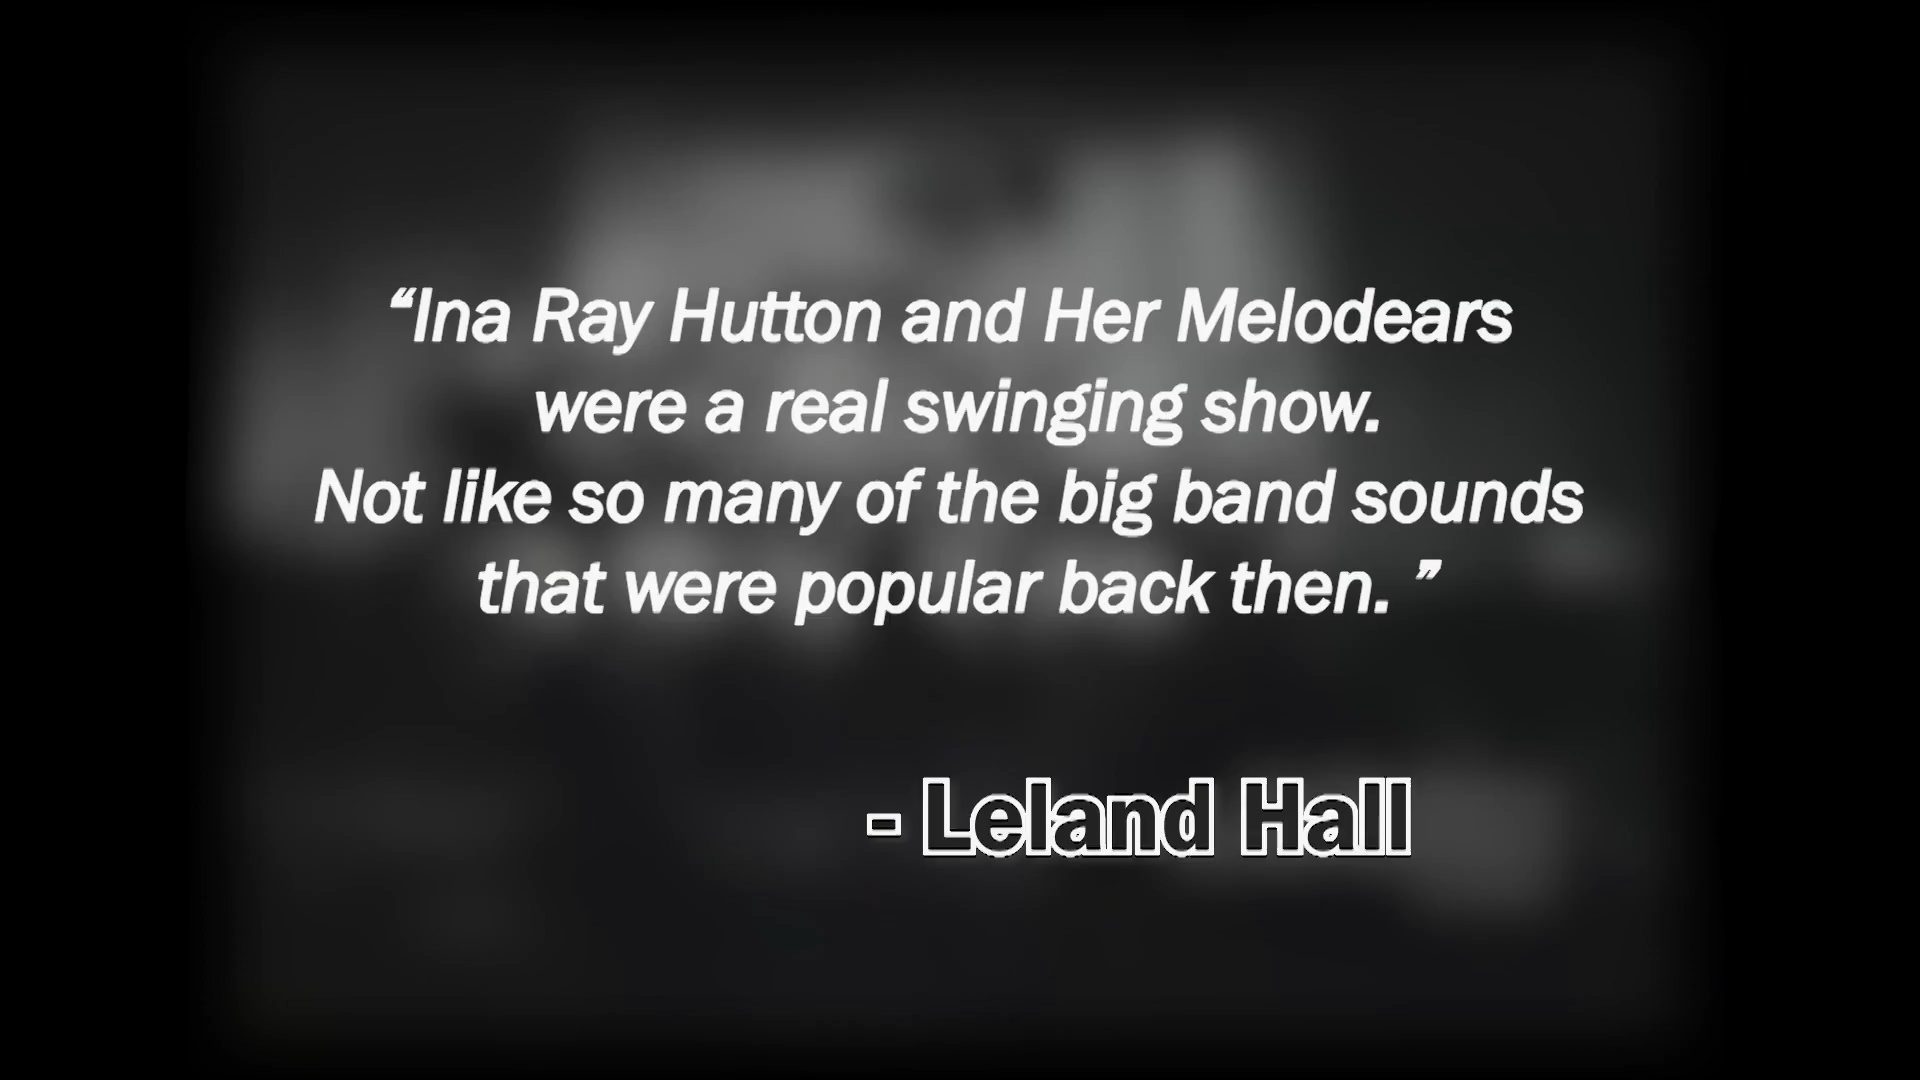 “Ina Ray Hutton and Her Melodears
were a real swinging show.
Not like so many of the big band sounds
that were popular back then. ”
- Leland Hall